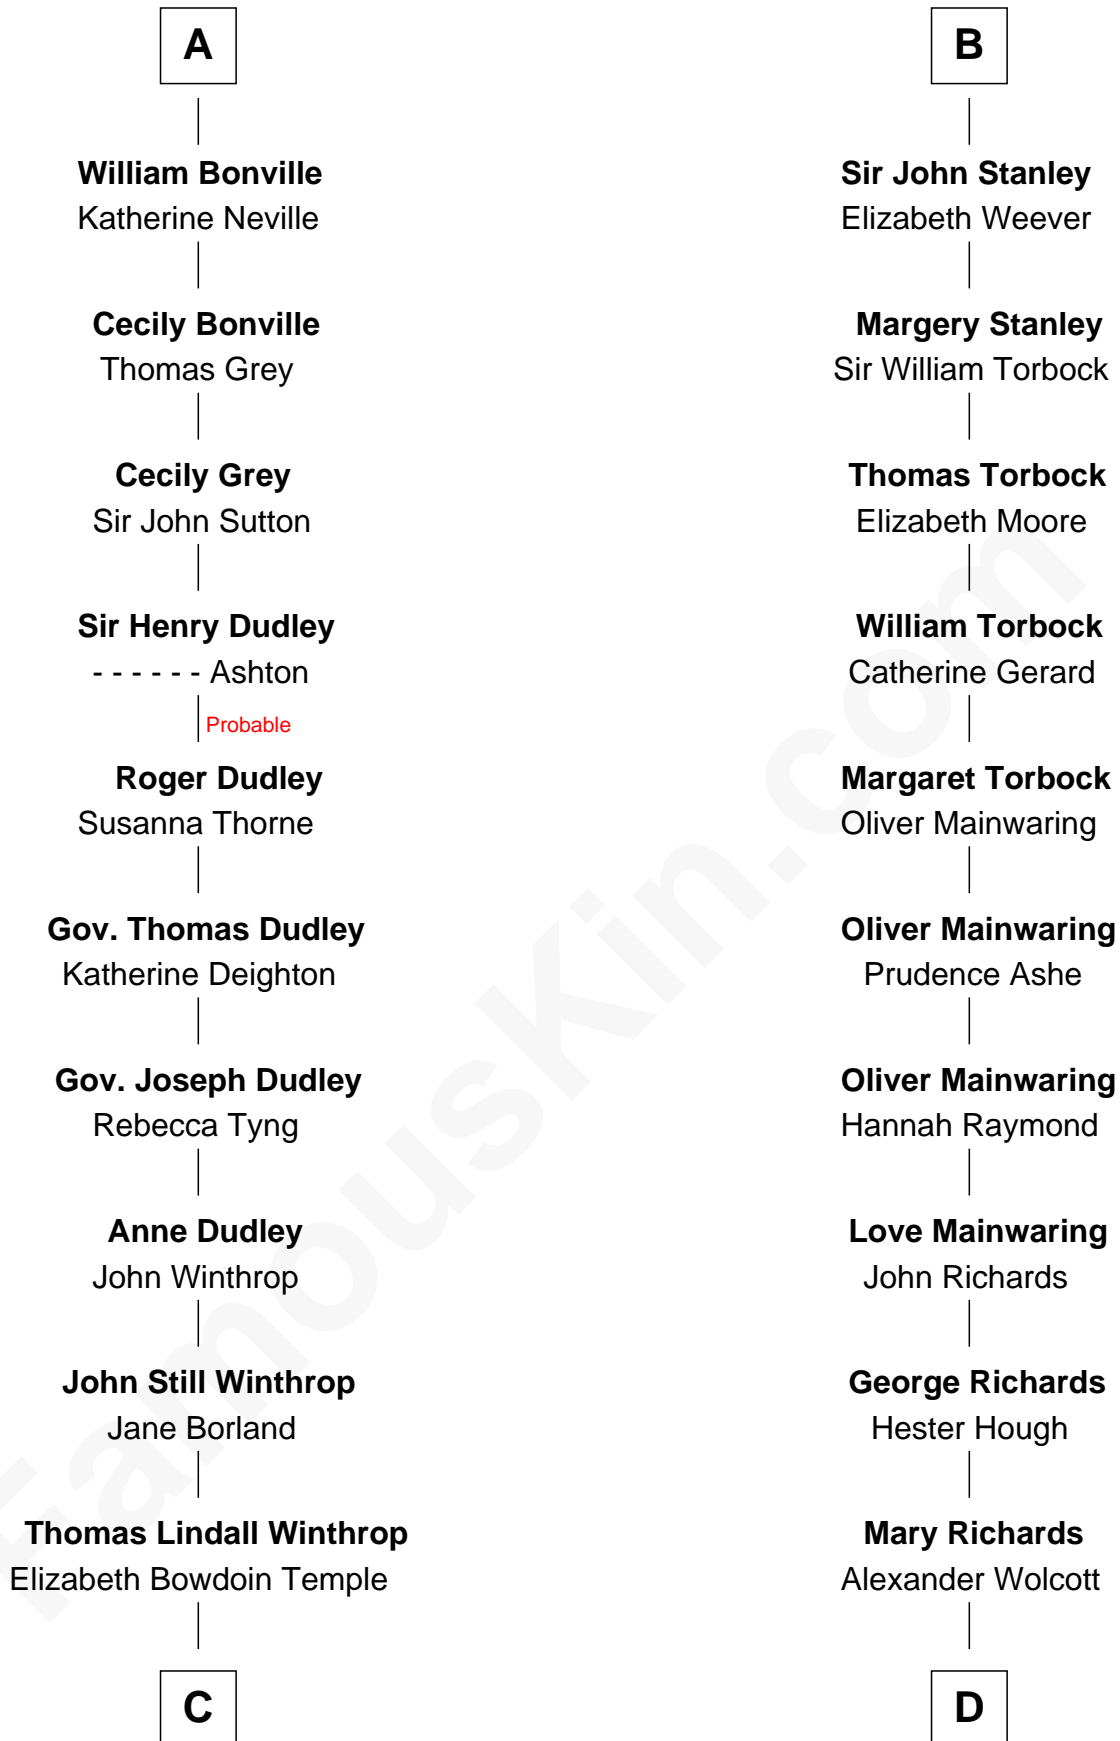 A
William Bonville
Katherine Neville
Cecily Bonville
Thomas Grey
Cecily Grey
Sir John Sutton
Sir Henry Dudley
- - - - - - Ashton
Probable
Roger Dudley
Susanna Thorne
Gov. Thomas Dudley
Katherine Deighton
Gov. Joseph Dudley
Rebecca Tyng
Anne Dudley
John Winthrop
John Still Winthrop
Jane Borland
Thomas Lindall Winthrop
Elizabeth Bowdoin Temple
C
B
Sir John Stanley
Elizabeth Weever
Margery Stanley
Sir William Torbock
Thomas Torbock
Elizabeth Moore
William Torbock
Catherine Gerard
Margaret Torbock
Oliver Mainwaring
Oliver Mainwaring
Prudence Ashe
Oliver Mainwaring
Hannah Raymond
Love Mainwaring
John Richards
George Richards
Hester Hough
Mary Richards
Alexander Wolcott
D
FamousKin.com